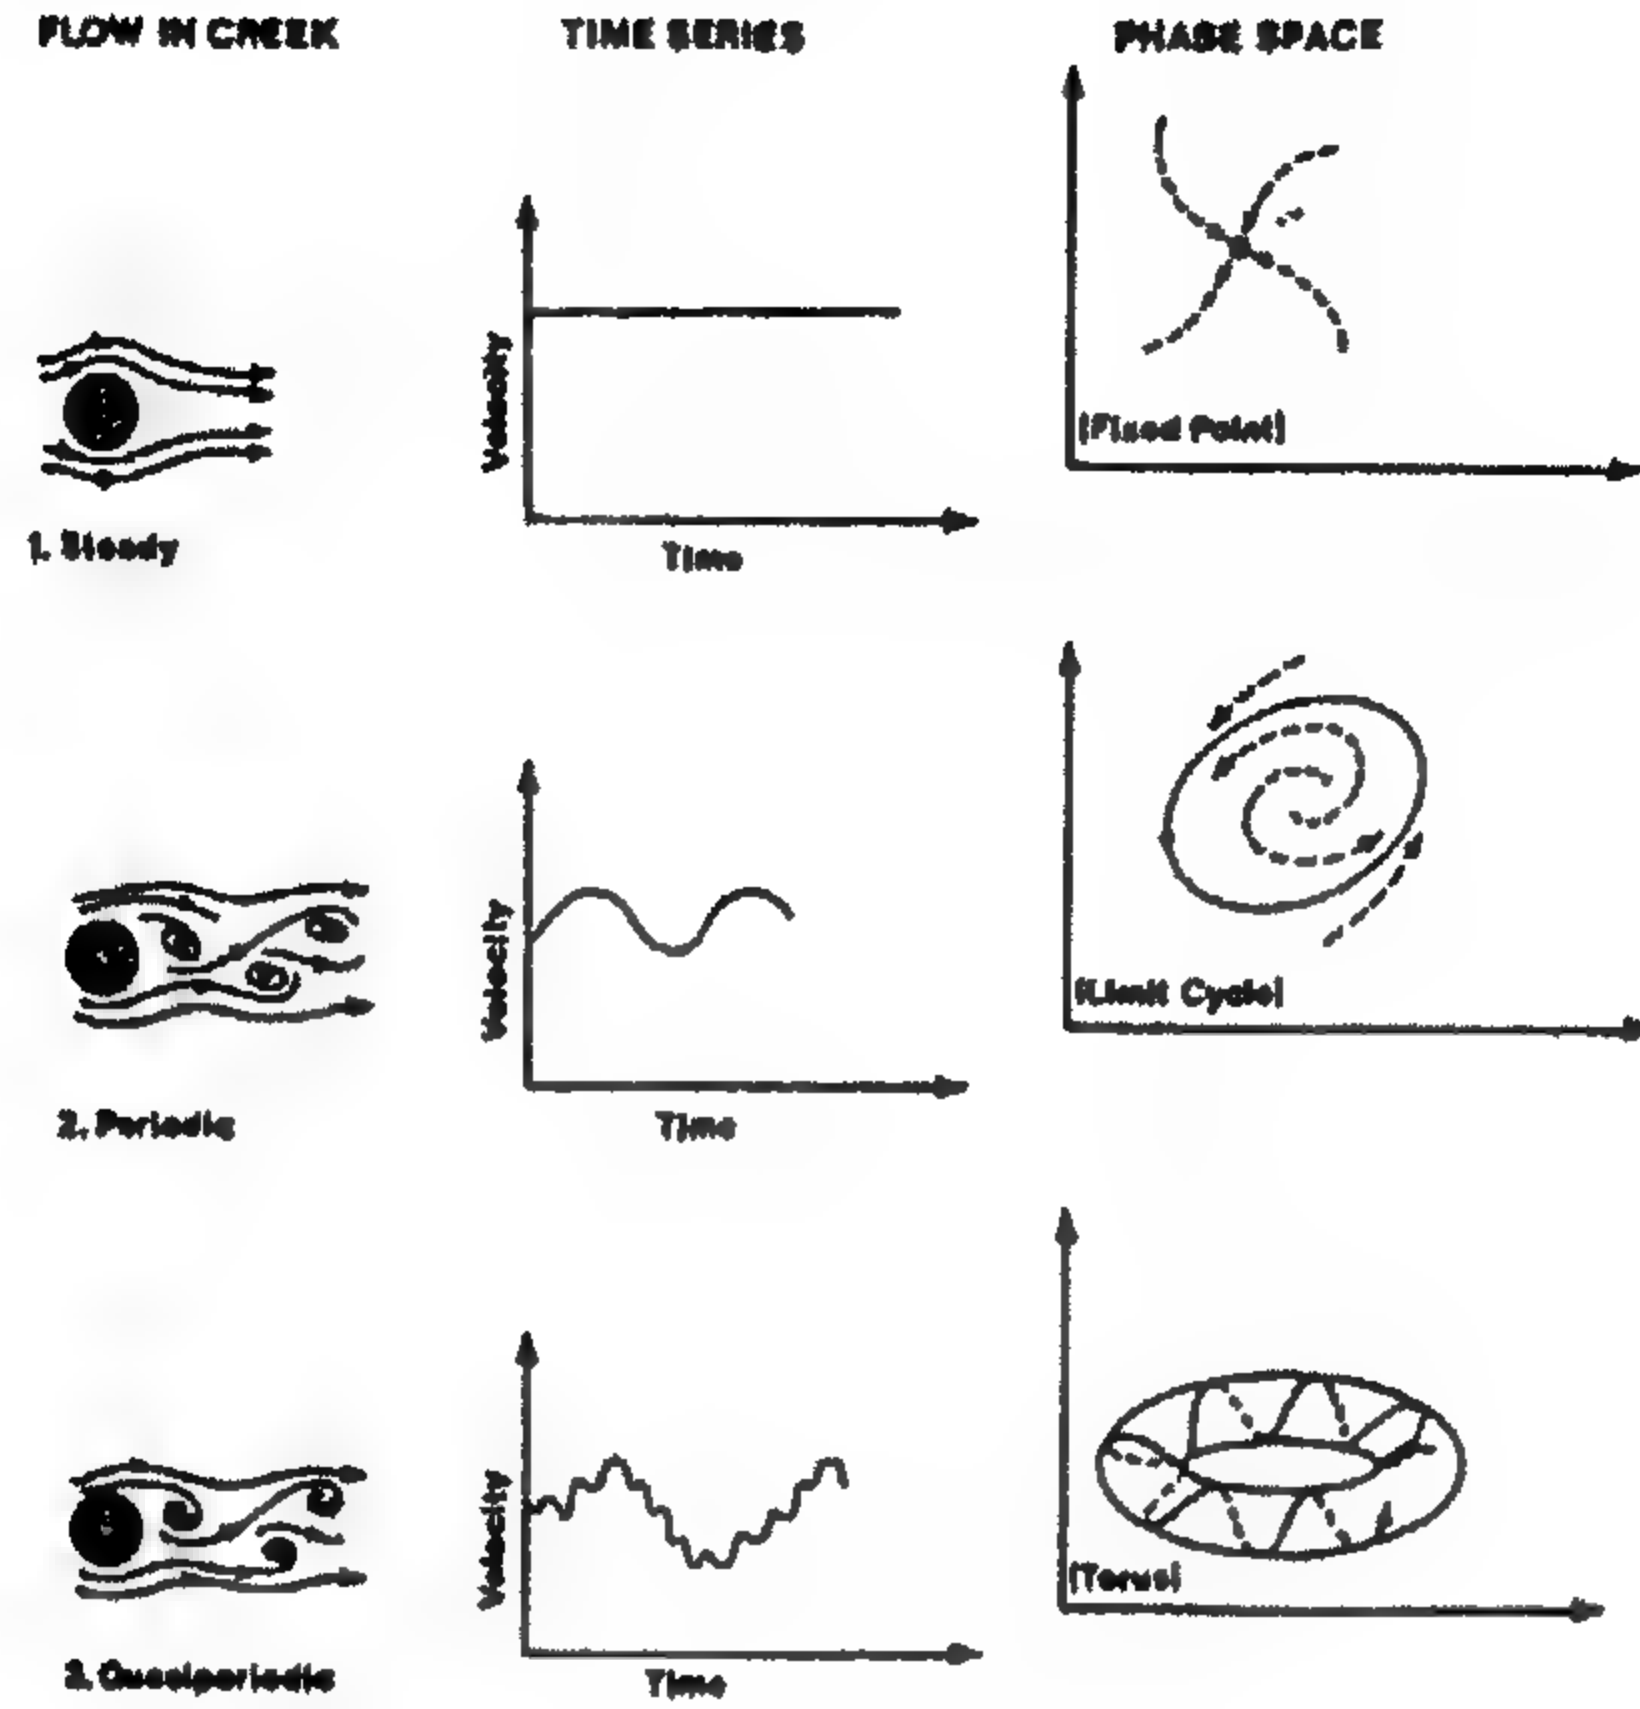 FLOW IN CREEK
TIME SERIES
PHASE SPACE
Velocity
(Fixed Point)
1. Steady
Time
Velocity
(Limit Cycle)
2. Periodic
Time
Velocity
(Torus)
3. Quasiperiodic
Time